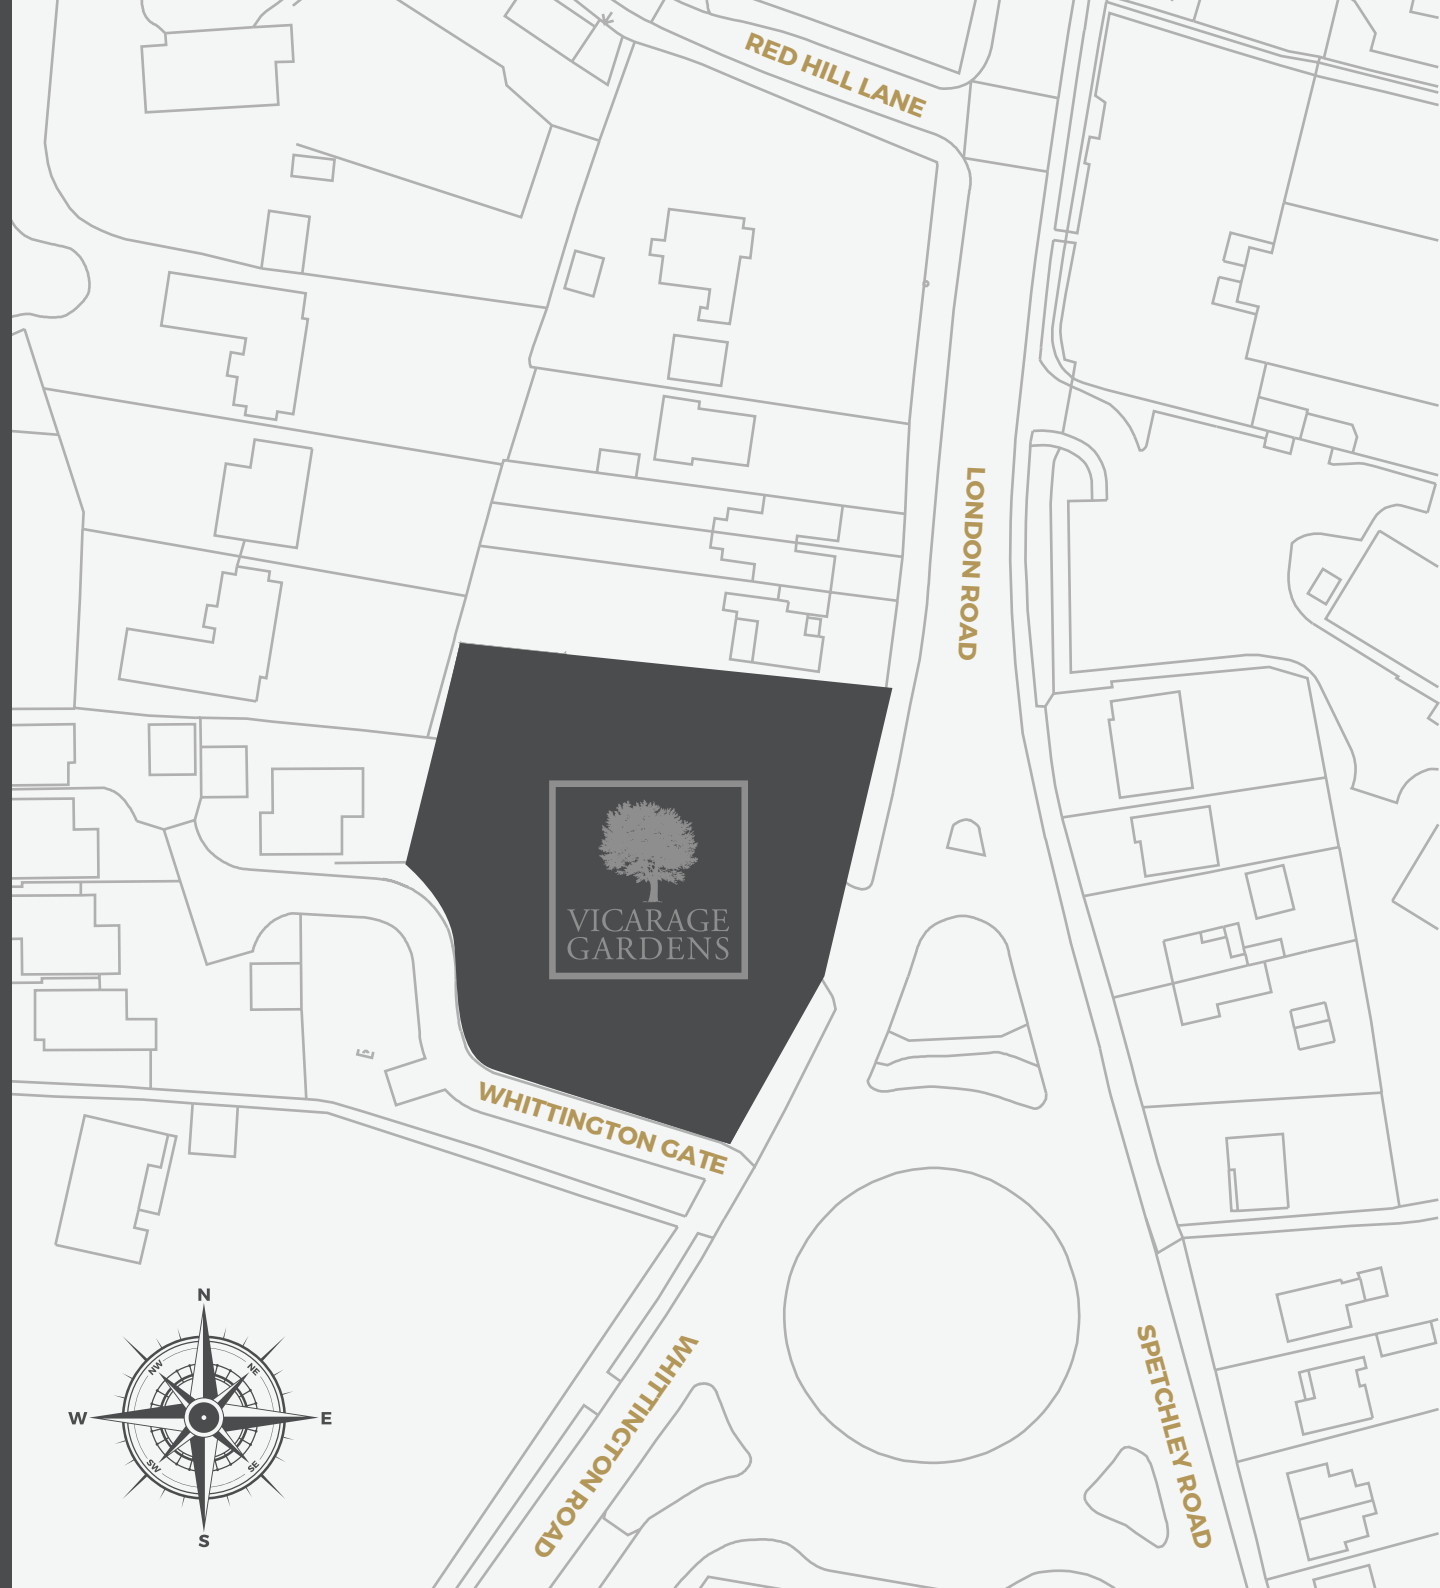 RED HILL LANE
LONDON ROAD
VICARAGE
GARDENS
WHITTINGTON GATE
WHITTINGTON ROAD
SPETCHLEY ROAD
N
NW
NE
W
E
SW
SE
S